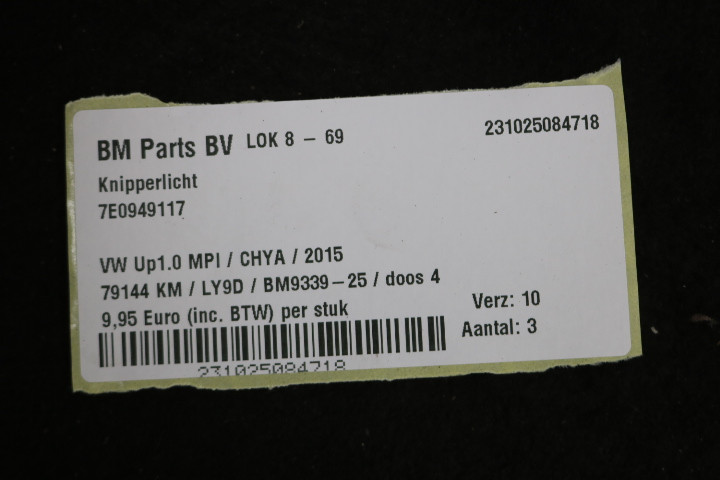 BM Parts BV LOK 8 – 69
231025084718
Knipperlicht
7E0949117
VW Up1.0 MPI / CHYA / 2015
79144 KM / LY9D / BM9339-25 / doos 4
9,95 Euro (inc. BTW) per stuk
Verz: 10
Aantal: 3
231025084718